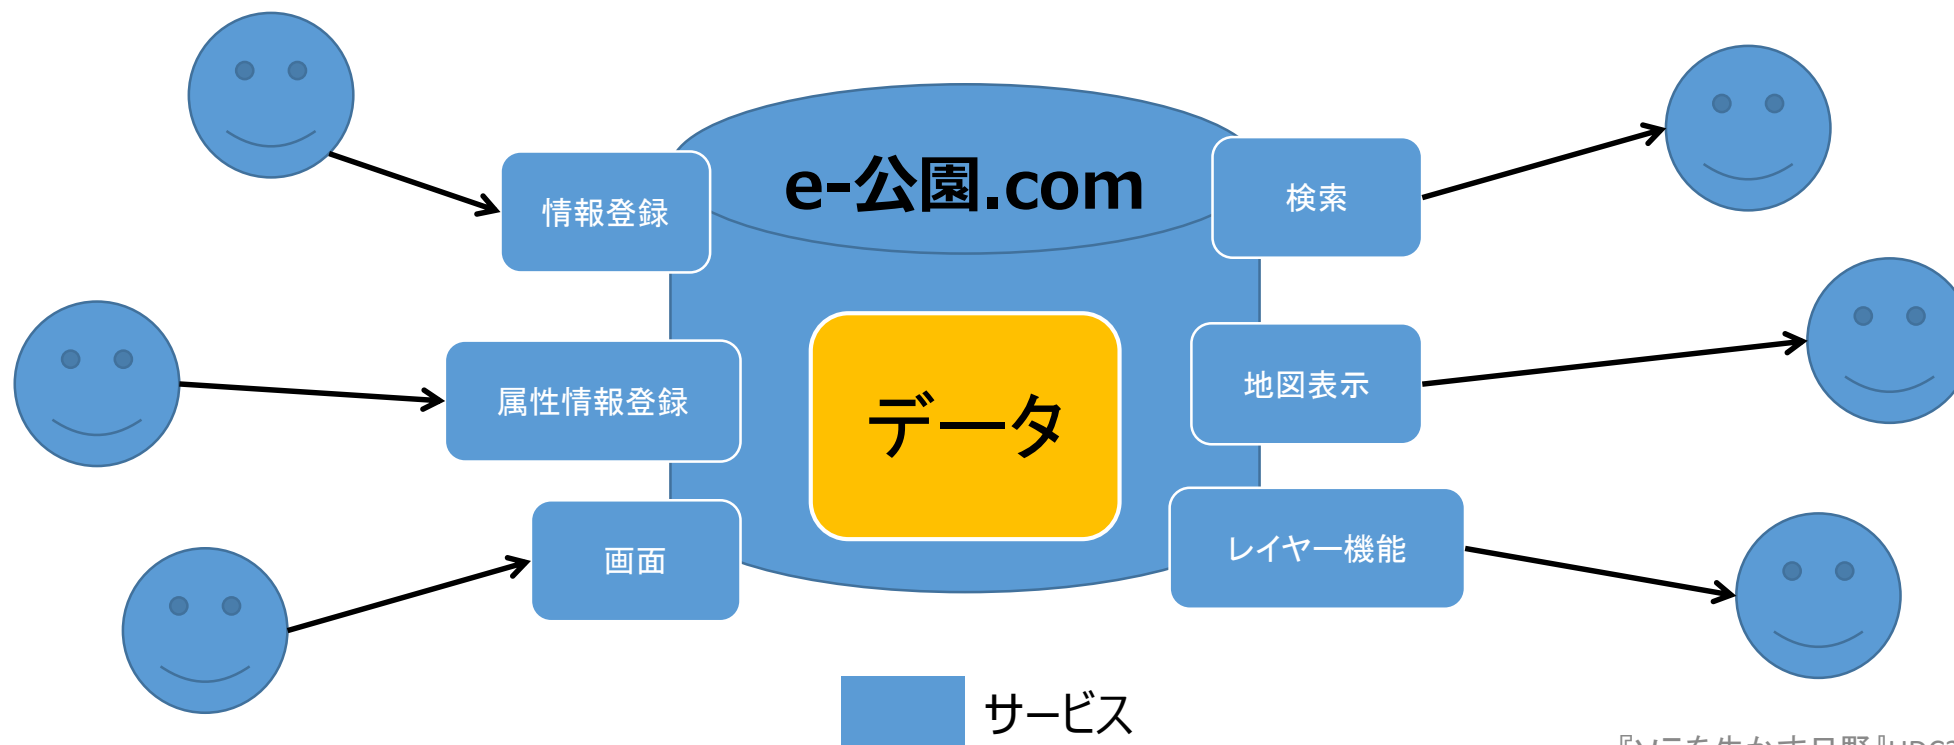 e-公園.com
情報登録
検索
属性情報登録
データ
地図表示
画面
レイヤー機能
サービス